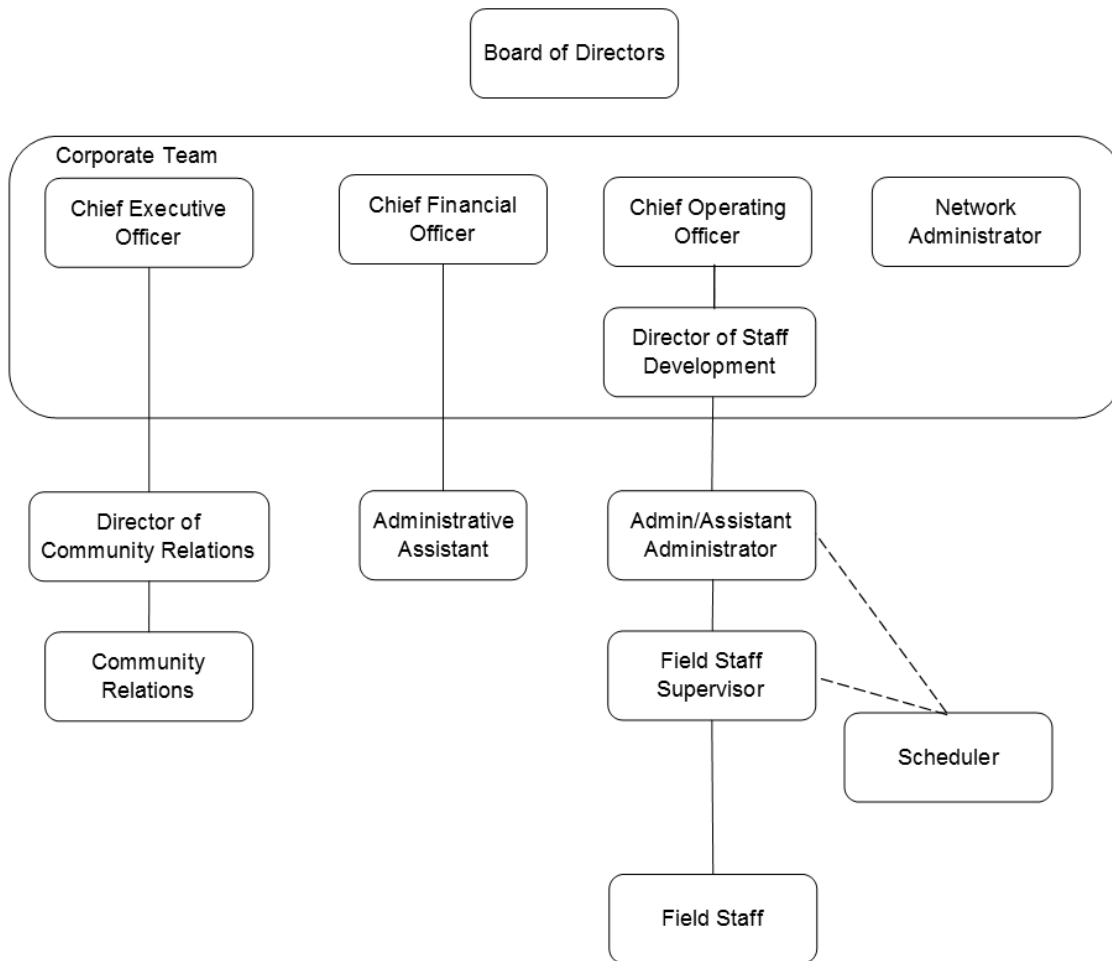 Board of Directors
Corporate Team
Chief Executive
Officer
Chief Financial
Officer
Chief Operating
Officer
Network
Administrator
Director of Staff
Development
Director of
Community Relations
Administrative
Assistant
Admin/Assistant
Administrator
Community
Relations
Field Staff
Supervisor
Scheduler
Field Staff